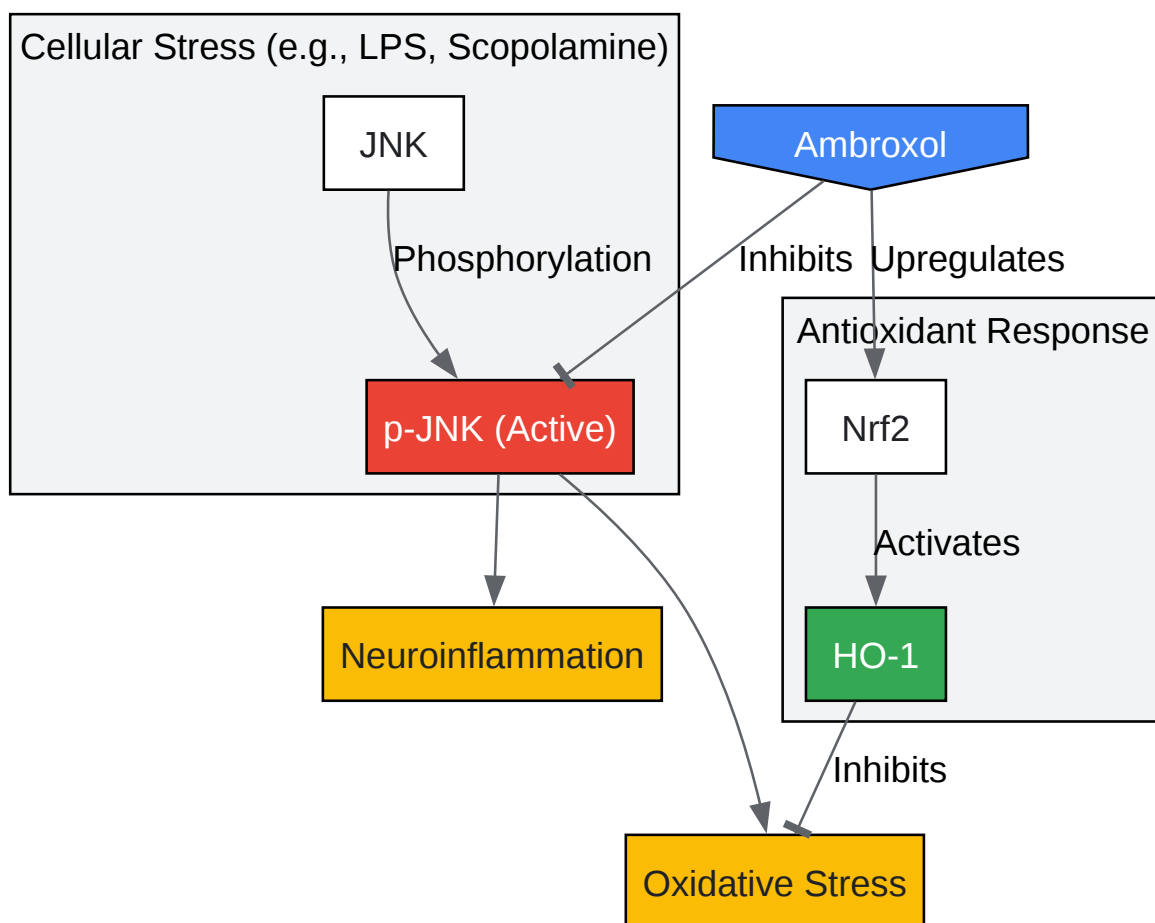 Cellular Stress (e.g., LPS, Scopolamine)
JNK
Ambroxol
Phosphorylation
Inhibits
Upregulates
Antioxidant Response
p-JNK (Active)
Nrf2
Activates
Neuroinflammation
HO-1
Inhibits
Oxidative Stress